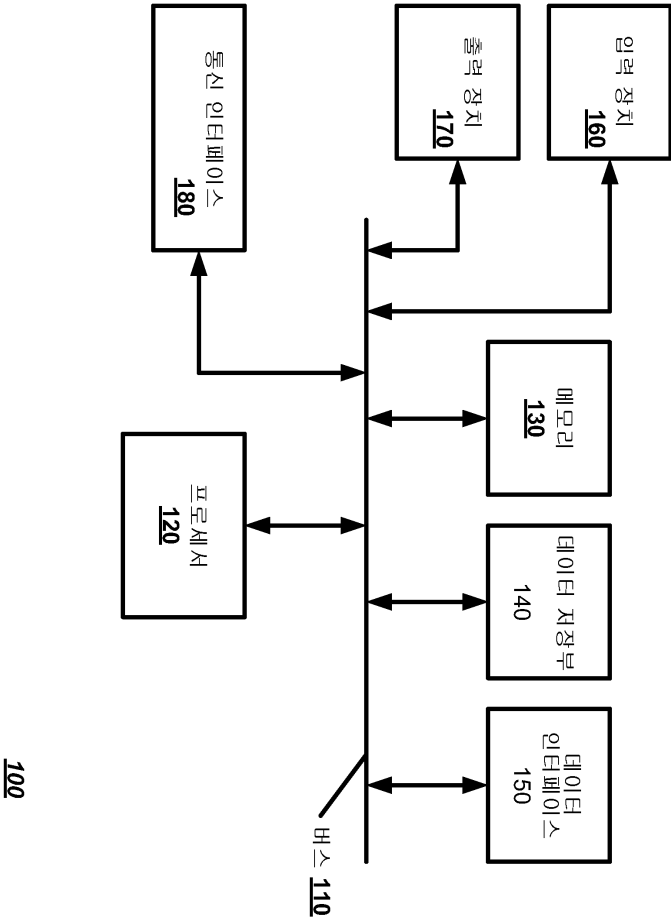 입력 장치
160
메모리
130
데이터 저장부
140
데이터
인터페이스
150
출력 장치
170
버스 110
통신 인터페이스
180
프로세서
120
100